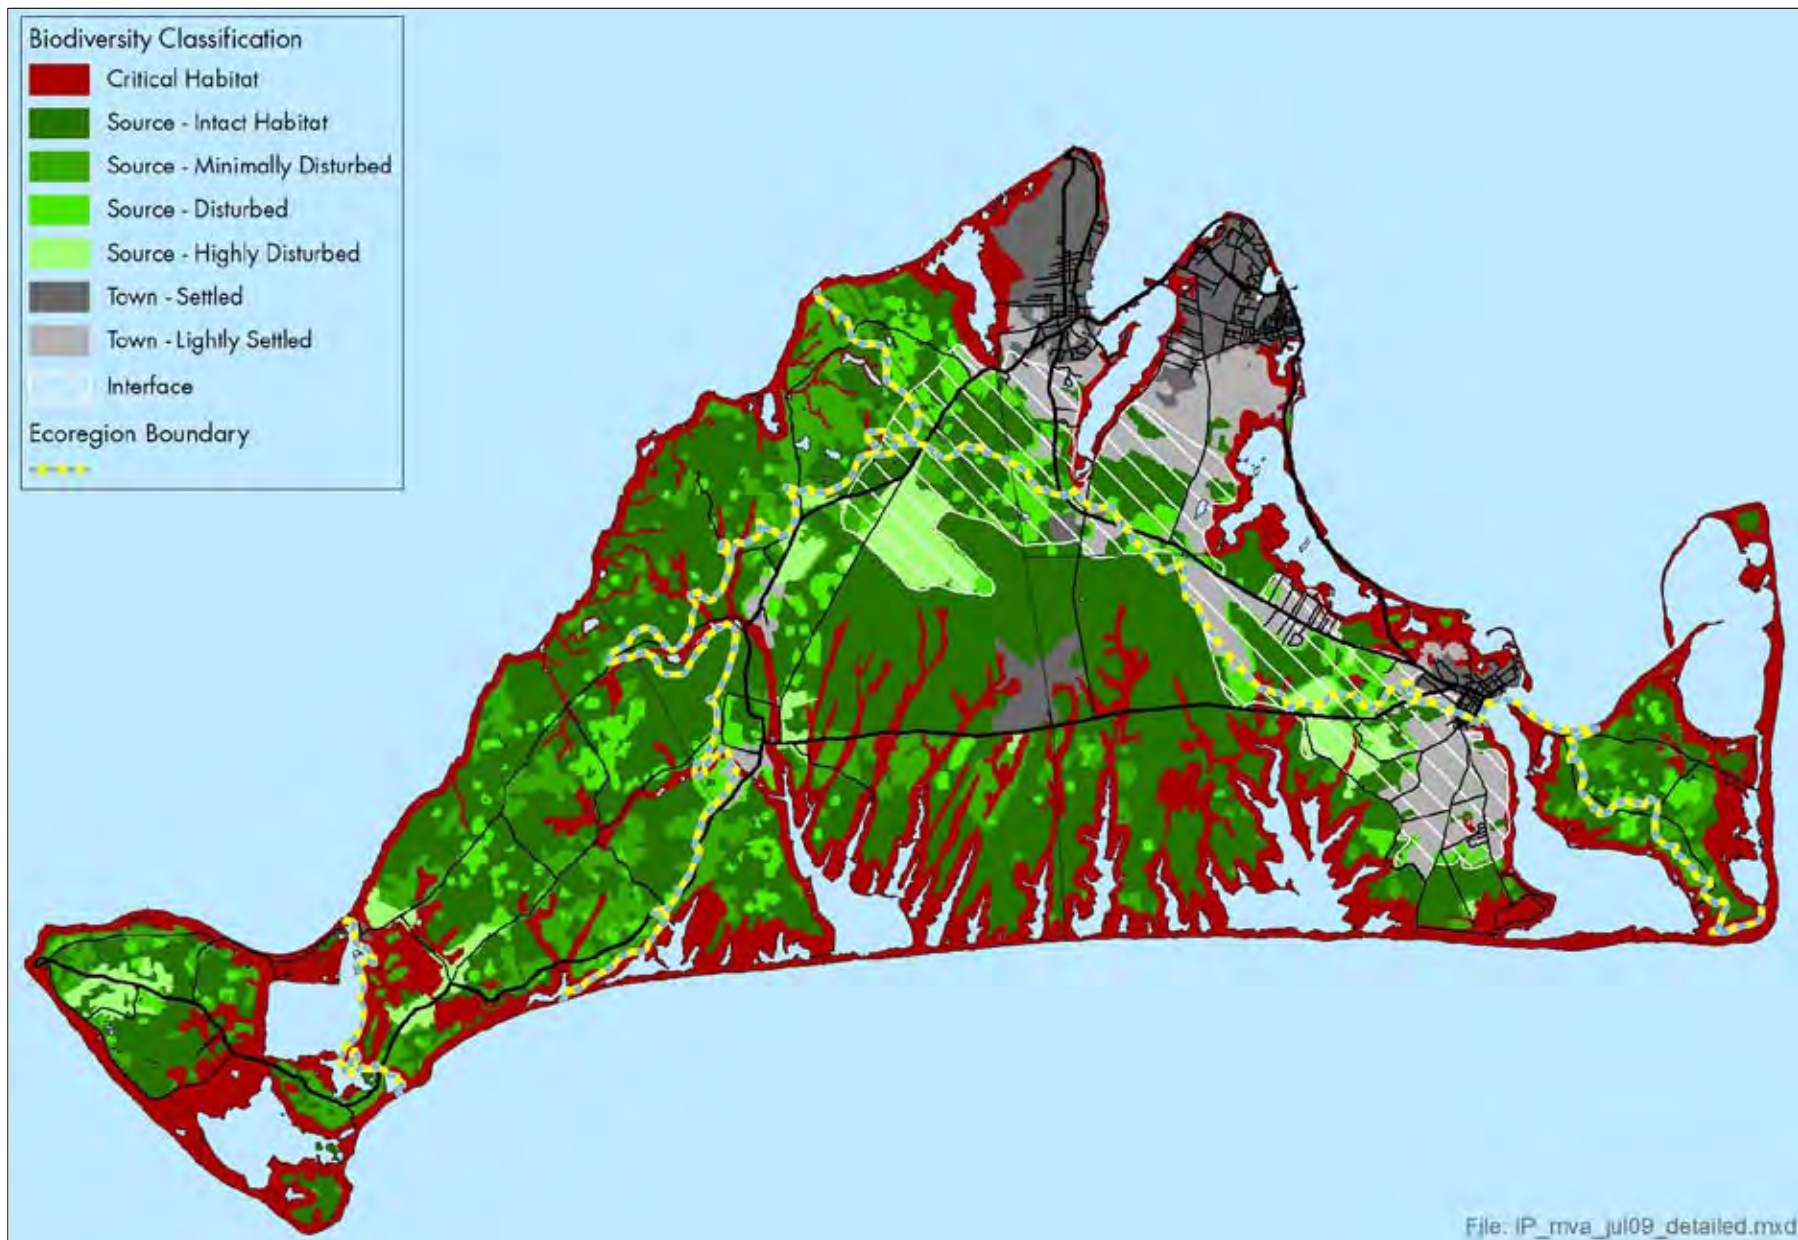 Biodiversity Classification
Critical Habitat
Source - Intact Habitat
Source - Minimally Disturbed
Source - Disturbed
Source - Highly Disturbed
Town - Settled
Town - Lightly Settled
Interface
Ecoregion Boundary
File: IP_mva_jul09_detailed.mxd